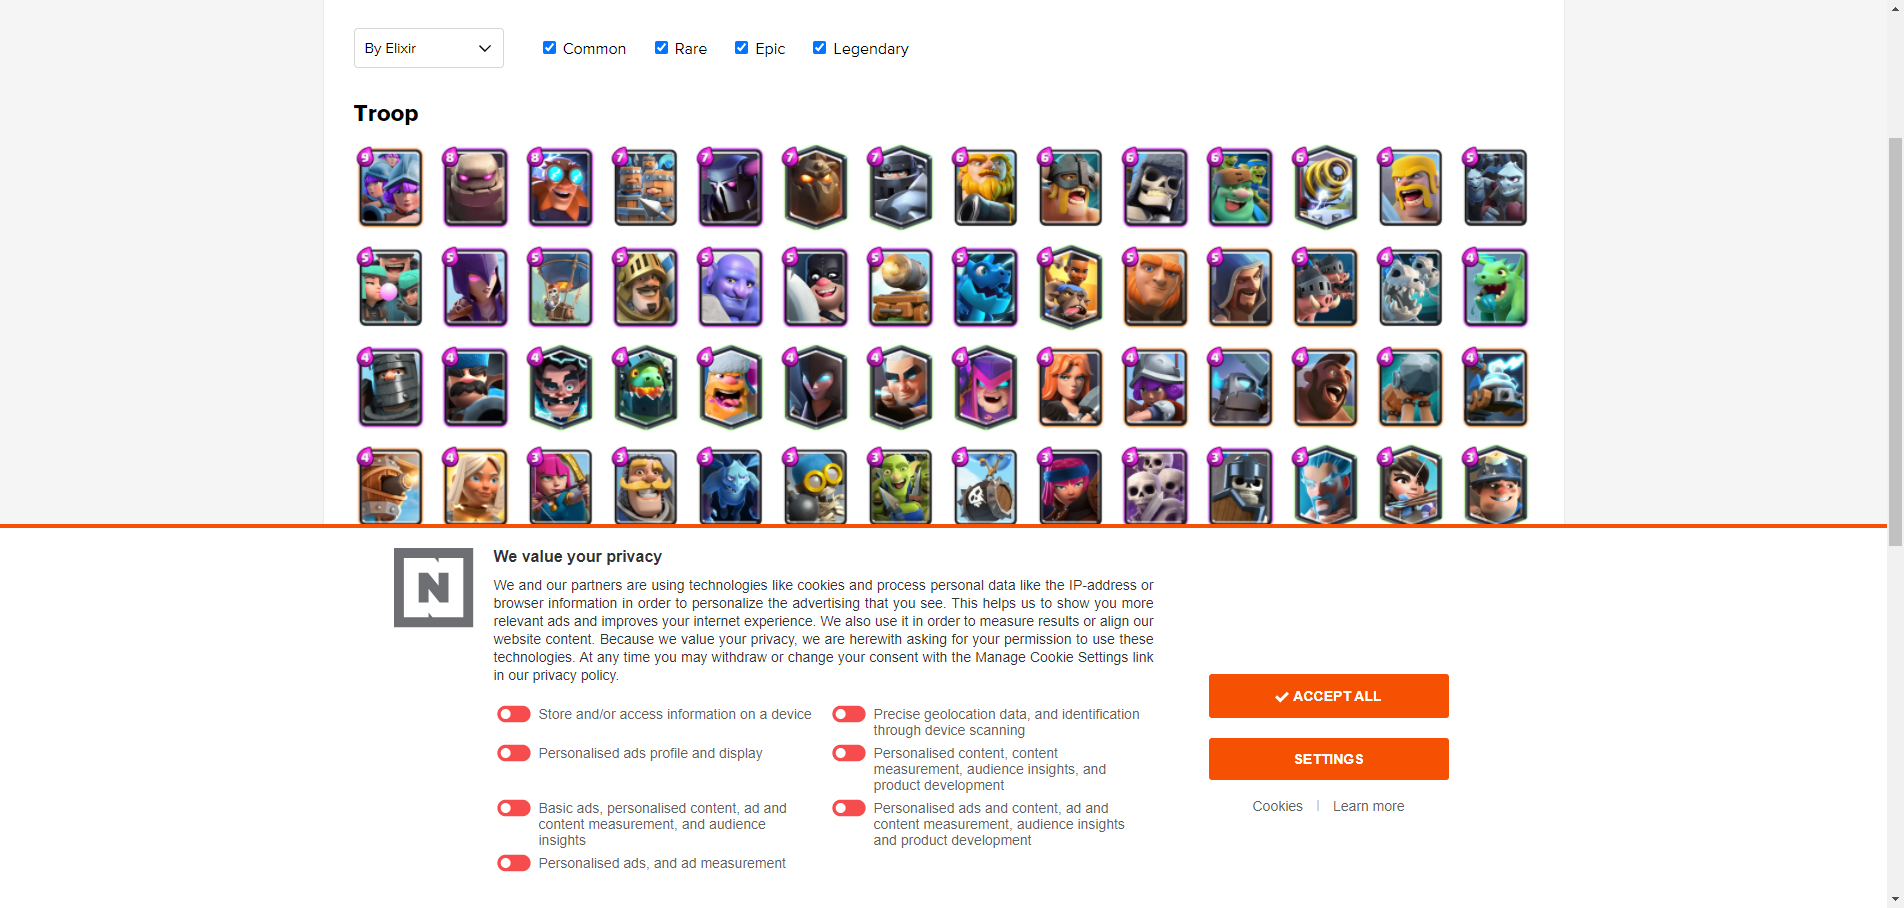 By Elixir
Common
Rare
Epic
Legendary
Troop
9 8 8 7 7 7 7 6 6 6 6 6 5 5
5 5 5 5 5 5 5 5 5 5 5 5 4 4
4 4 4 4 4 4 4 4 4 4 4 4 4 4
4 4 3 3 3 3 3 3 3 3 3 3 3 3
N
We value your privacy
We and our partners are using technologies like cookies and process personal data like the IP-address or
browser information in order to personalize the advertising that you see. This helps us to show you more
relevant ads and improves your internet experience. We also use it in order to measure results or align our
website content. Because we value your privacy, we are herewith asking for your permission to use these
technologies. At any time you may withdraw or change your consent with the Manage Cookie Settings link
in our privacy policy.
Store and/or access information on a device
Precise geolocation data, and identification
through device scanning
Personalised ads profile and display
Personalised content, content
measurement, audience insights, and
product development
Basic ads, personalised content, ad and
content measurement, and audience
insights
Personalised ads and content, ad and
content measurement, audience insights
and product development
Personalised ads, and ad measurement
ACCEPT ALL
SETTINGS
Cookies | Learn more